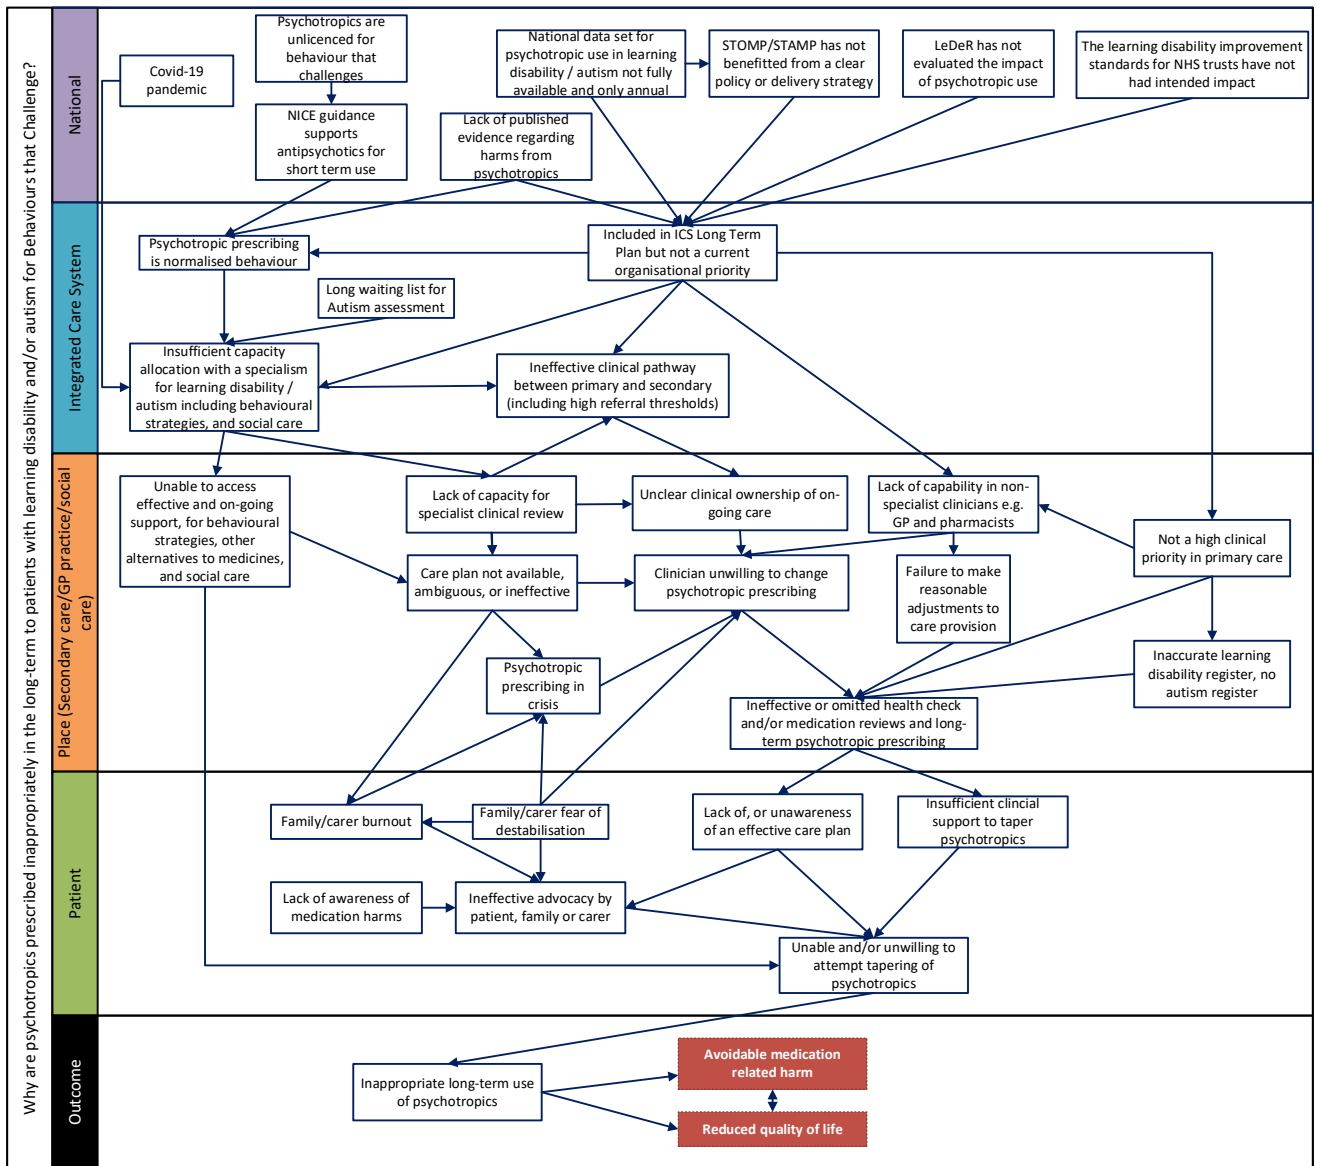 Why are psychotropics prescribed inappropriately in the long-term to patients with learning disability and/or autism for Behaviours that Challenge?
National
Psychotropics are
unlicenced for
behaviour that
challenges
Covid-19
pandemic
NICE guidance
supports
antipsychotics for
short term use
National data set for
psychotropic use in learning
disability / autism not fully
available and only annual
STOMP/STAMP has not
benefitted from a clear
policy or delivery strategy
LeDeR has not
evaluated the impact
of psychotropic use
The learning disability improvement
standards for NHS trusts have not
had intended impact
Lack of published
evidence regarding
harms from
psychotropics
Integrated Care System
Psychotropic prescribing
is normalised behaviour
Included in ICS Long Term
Plan but not a current
organisational priority
Long waiting list for
Autism assessment
Insufficient capacity
allocation with a specialism
for learning disability /
autism including behavioural
strategies, and social care
Ineffective clinical pathway
between primary and secondary
(including high referral thresholds)
Place (Secondary care/GP practice/social
care)
Unable to access
effective and on-going
support, for behavioural
strategies, other
alternatives to medicines,
and social care
Lack of capacity for
specialist clinical review
Unclear clinical ownership of on-
going care
Lack of capability in non-
specialist clinicians e.g.
GP and pharmacists
Not a high clinical
priority in primary care
Care plan not available,
ambiguous, or ineffective
Clinician unwilling to change
psychotropic prescribing
Failure to make
reasonable
adjustments to
care provision
Psychotropic
prescribing in
crisis
Inaccurate learning
disability register, no
autism register
Ineffective or omitted health check
and/or medication reviews and long-
term psychotropic prescribing
Patient
Family/carer burnout
Family/carer fear of
destabilisation
Lack of, or unawareness
of an effective care plan
Insufficient clincial
support to taper
psychotropics
Lack of awareness of
medication harms
Ineffective advocacy by
patient, family or carer
Unable and/or unwilling to
attempt tapering of
psychotropics
Outcome
Inappropriate long-term use
of psychotropics
Avoidable medication
related harm
Reduced quality of life